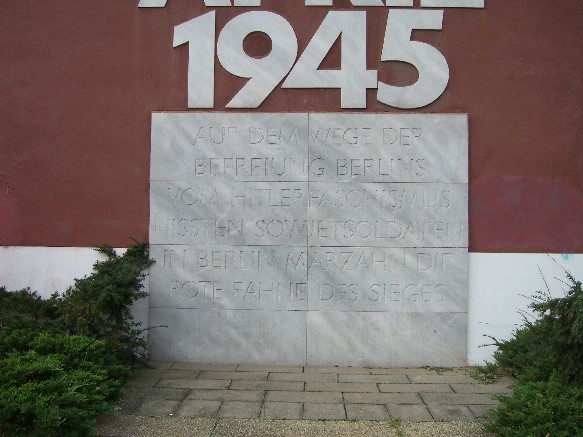 1945
AUF DEM WEGE DER
BEFREIUNG BERLINS
VOM HITLERFASCHISMUS
HISSTEN SOWJETSOLDATEN
IN BERLIN MARZAHN DIE
ROTE FAHNE DES SIEGES